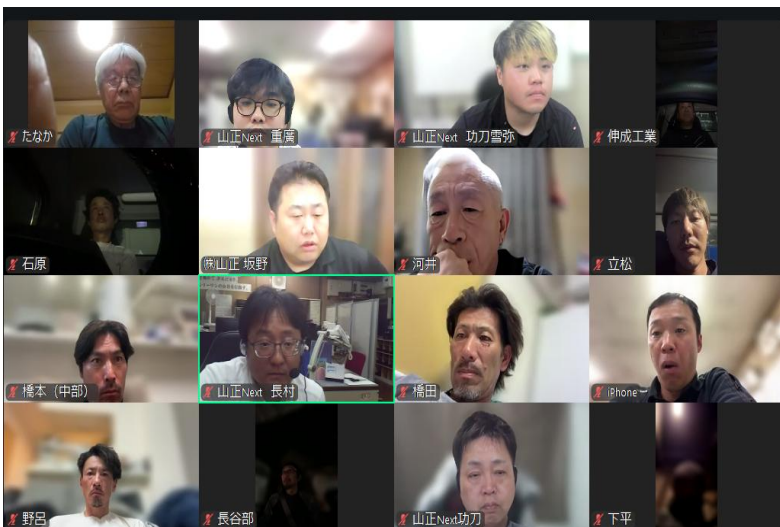 たなか
山正Next 重廣
山正Next 功刀雪弥
伸成工業
石原
㈱山正 坂野
河井
立松
橋本（中部）
山正Next 長村
橋田
iPhone
野呂
長谷部
山正Next功刀
下平